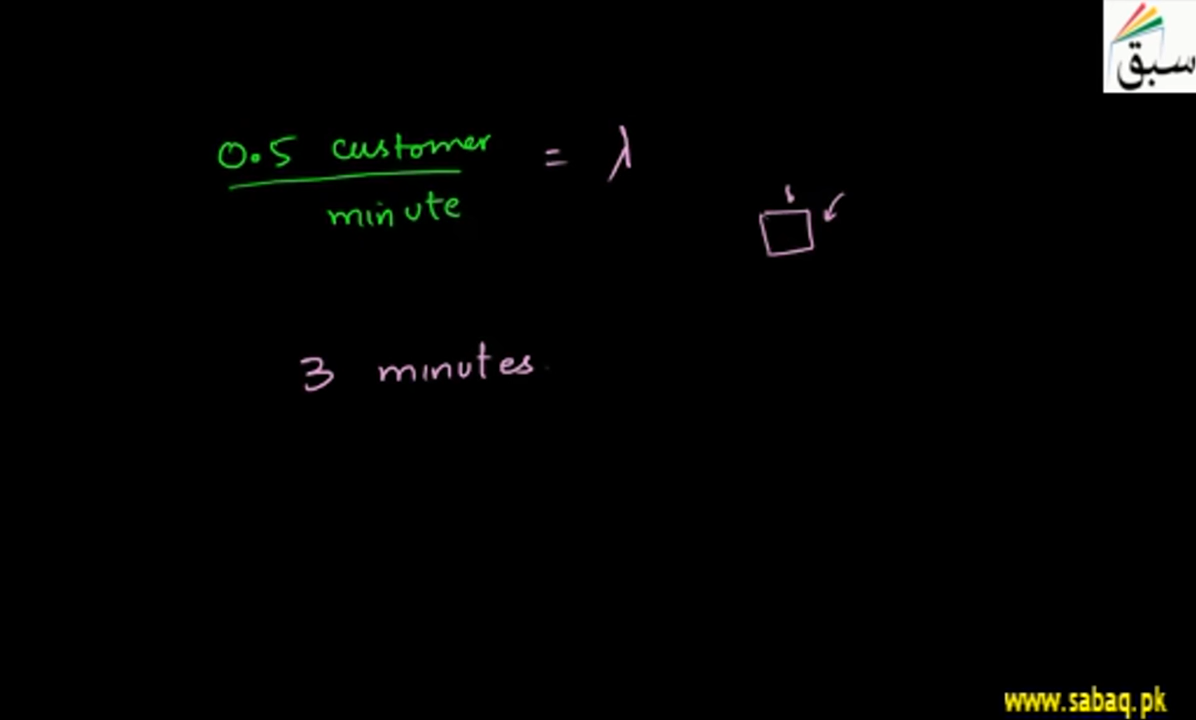 سبق
0.5 customer = λ
minute
3 minutes
www.sabaq.pk